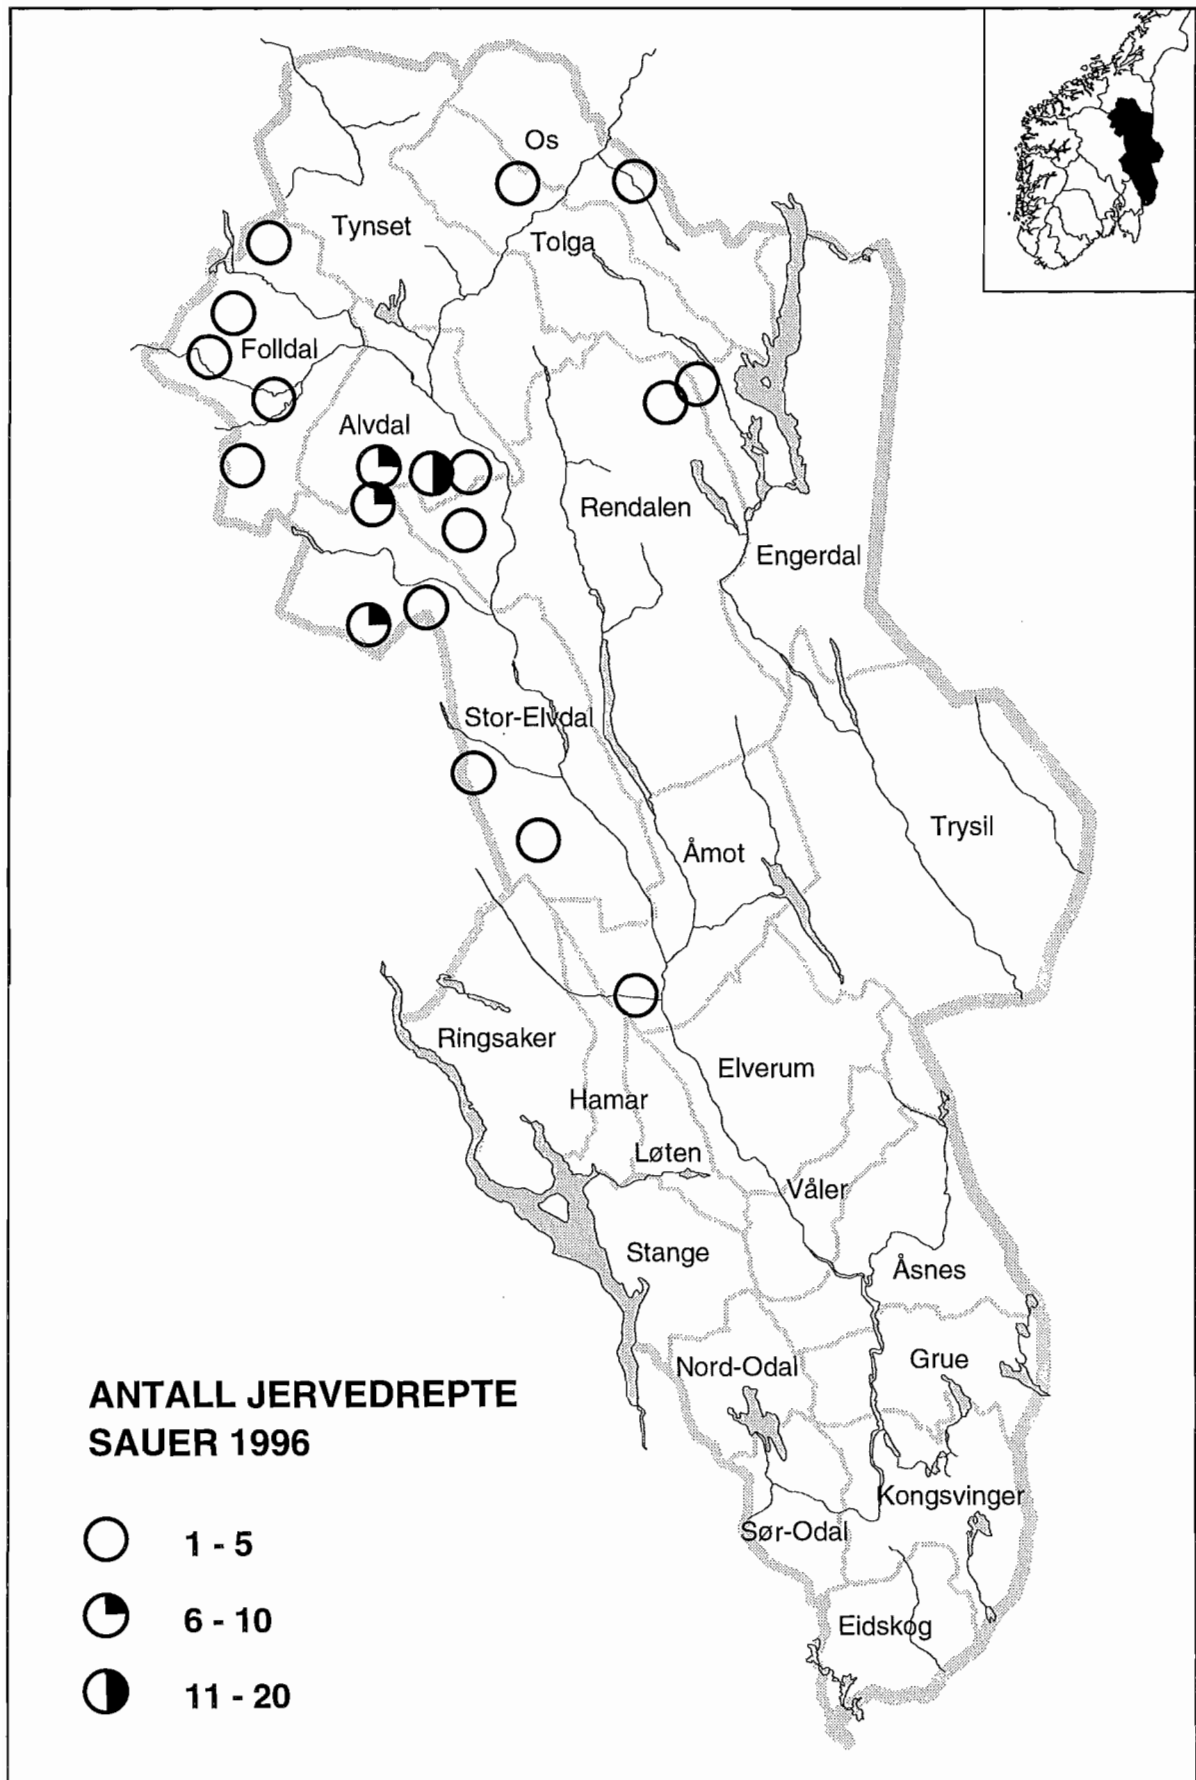 Os
Tynset
Tolga
Folldal
Alvdal
Rendalen
Engerdal
Stor-Elvdal
Trysil
Åmot
Ringsaker
Elverum
Hamar
Løten
Våler
Stange
Åsnes
Grue
Nord-Odal
Kongsvinger
Sør-Odal
Eidskog
ANTALL JERVEDREPTE
SAUER 1996
1 - 5
6 - 10
11 - 20